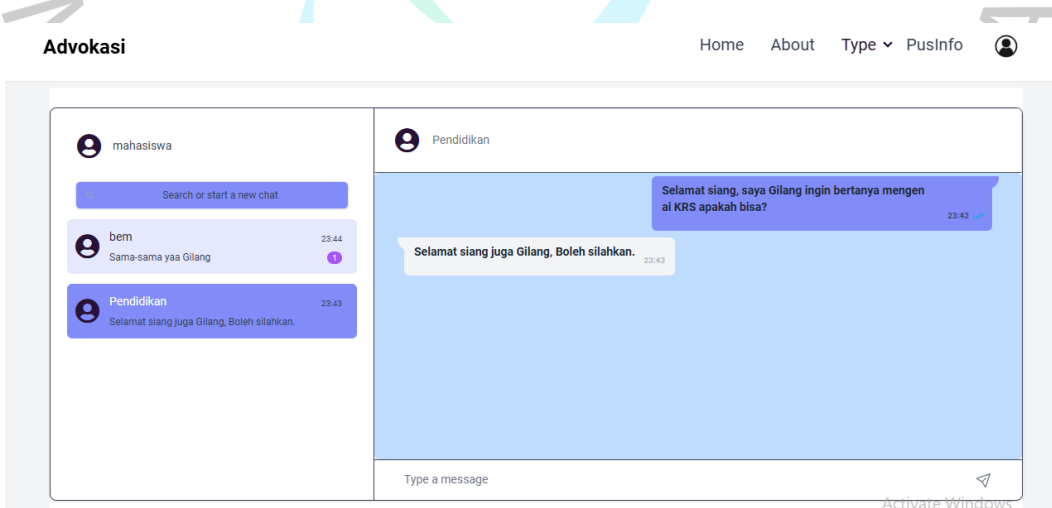 Advokasi
Home About Type PusInfo
mahasiswa
Search or start a new chat
bem 23:44
Sama-sama yaa Gilang 1
Pendidikan 23:43
Selamat siang juga Gilang, Boleh silahkan.
Pendidikan
Selamat siang, saya Gilang ingin bertanya mengen
ai KRS apakah bisa?
23:42
Selamat siang juga Gilang, Boleh silahkan. 23:43
Type a message
Activate Windows